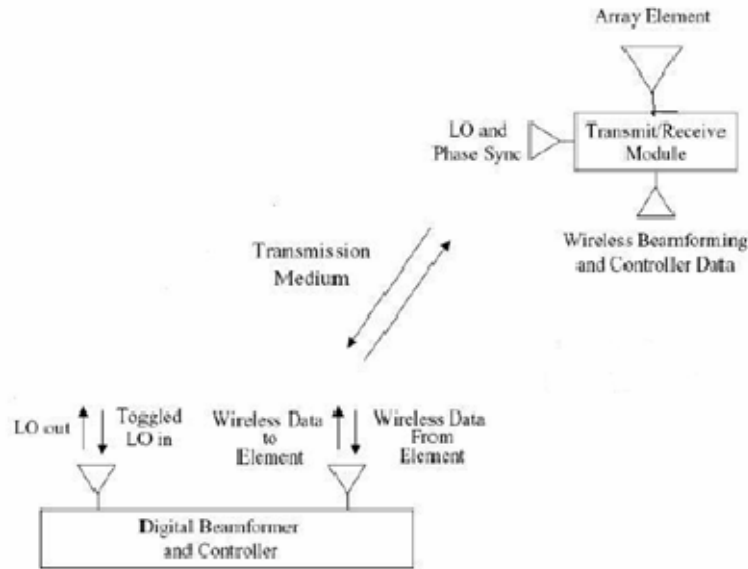 Array Element
LO and
Phase Sync
Transmit/Receive
Module
Wireless Beamforming
and Controller Data
Transmission
Medium
LO out
Toggled
LO in
Wireless Data
to
Element
Wireless Data
From
Element
Digital Beamformer
and Controller